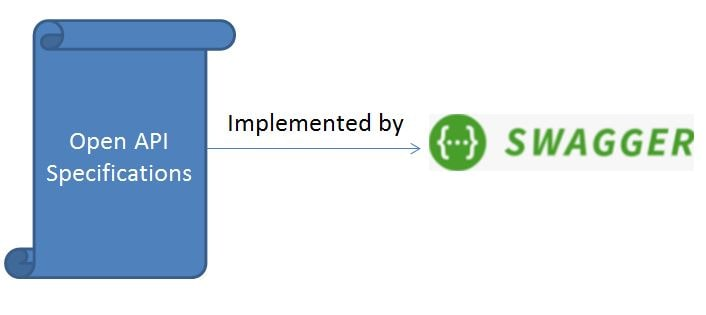 Open API
Specifications
Implemented by
{...} SWAGGER